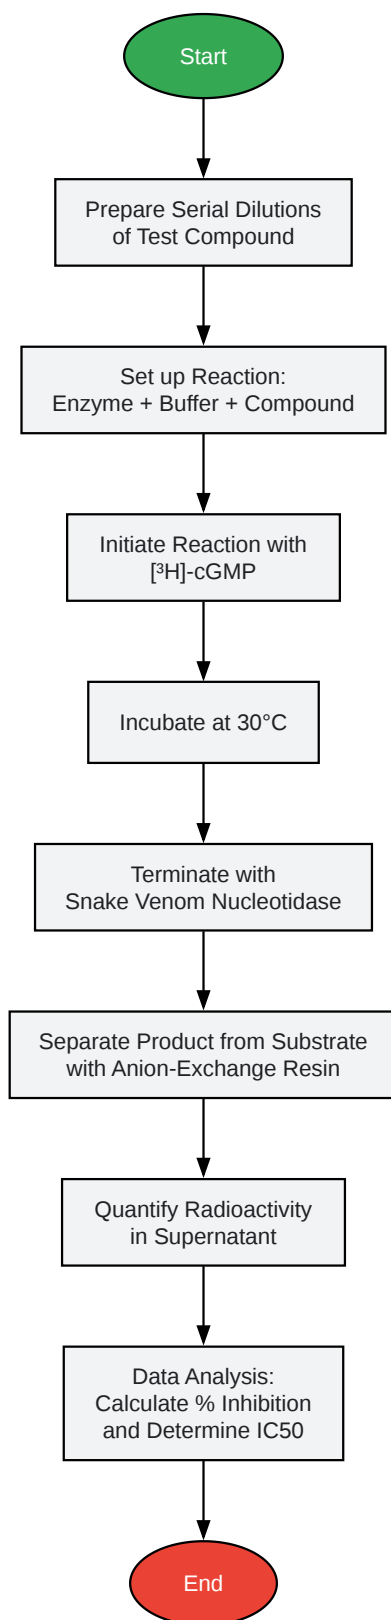 Start
Prepare Serial Dilutions
of Test Compound
Set up Reaction:
Enzyme + Buffer + Compound
Initiate Reaction with
[³H]-cGMP
Incubate at 30°C
Terminate with
Snake Venom Nucleotidase
Separate Product from Substrate
with Anion-Exchange Resin
Quantify Radioactivity
in Supernatant
Data Analysis:
Calculate % Inhibition
and Determine IC50
End